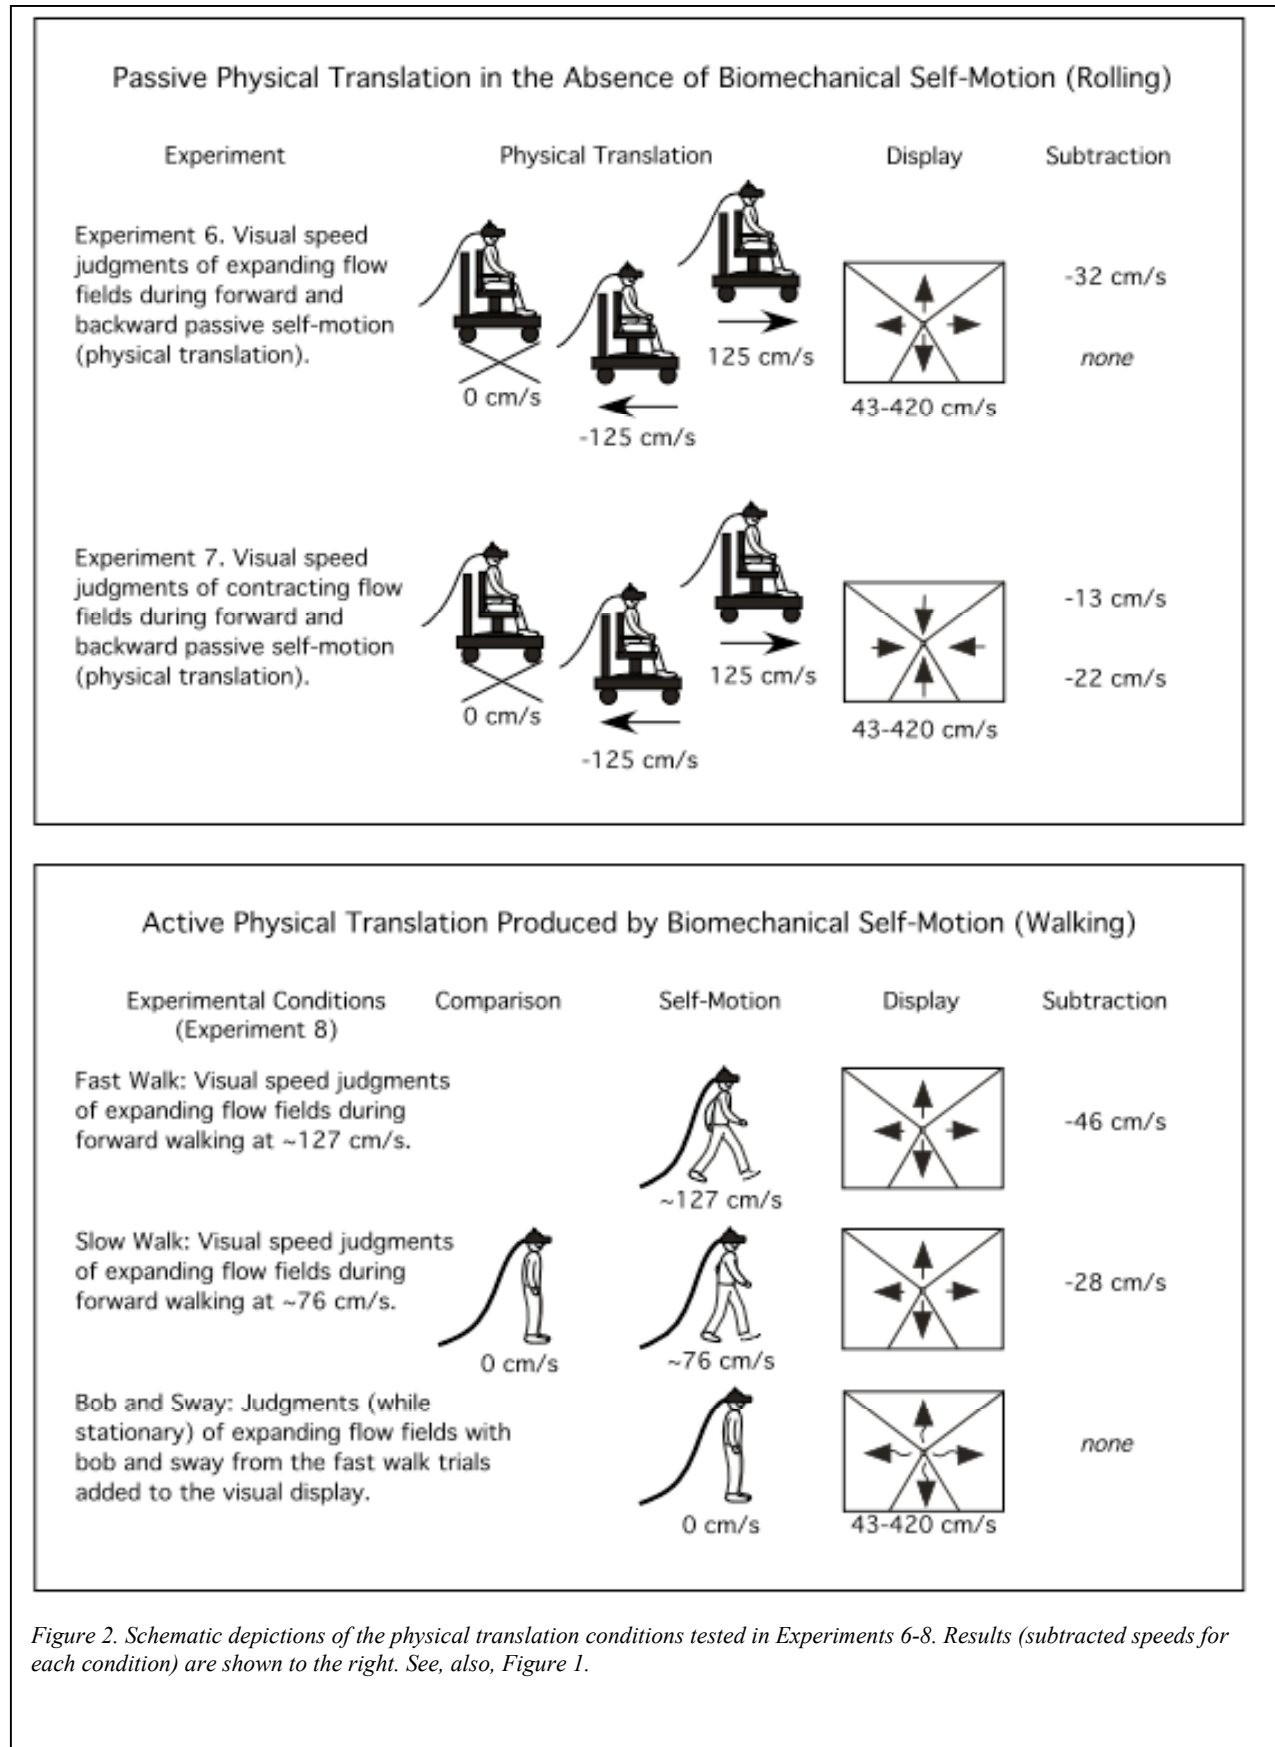 Passive Physical Translation in the Absence of Biomechanical Self-Motion (Rolling)
Experiment
Physical Translation
Display
Subtraction
Experiment 6. Visual speed
judgments of expanding flow
fields during forward and
backward passive self-motion
(physical translation).
0 cm/s
-125 cm/s
125 cm/s
43-420 cm/s
-32 cm/s
none
Experiment 7. Visual speed
judgments of contracting flow
fields during forward and
backward passive self-motion
(physical translation).
0 cm/s
-125 cm/s
125 cm/s
43-420 cm/s
-13 cm/s
-22 cm/s
Active Physical Translation Produced by Biomechanical Self-Motion (Walking)
Experimental Conditions
(Experiment 8)
Comparison
Self-Motion
Display
Subtraction
Fast Walk: Visual speed judgments
of expanding flow fields during
forward walking at ~127 cm/s.
~127 cm/s
-46 cm/s
Slow Walk: Visual speed judgments
of expanding flow fields during
forward walking at ~76 cm/s.
0 cm/s
~76 cm/s
-28 cm/s
Bob and Sway: Judgments (while
stationary) of expanding flow fields with
bob and sway from the fast walk trials
added to the visual display.
0 cm/s
43-420 cm/s
none
Figure 2. Schematic depictions of the physical translation conditions tested in Experiments 6-8. Results (subtracted speeds for
each condition) are shown to the right. See, also, Figure 1.